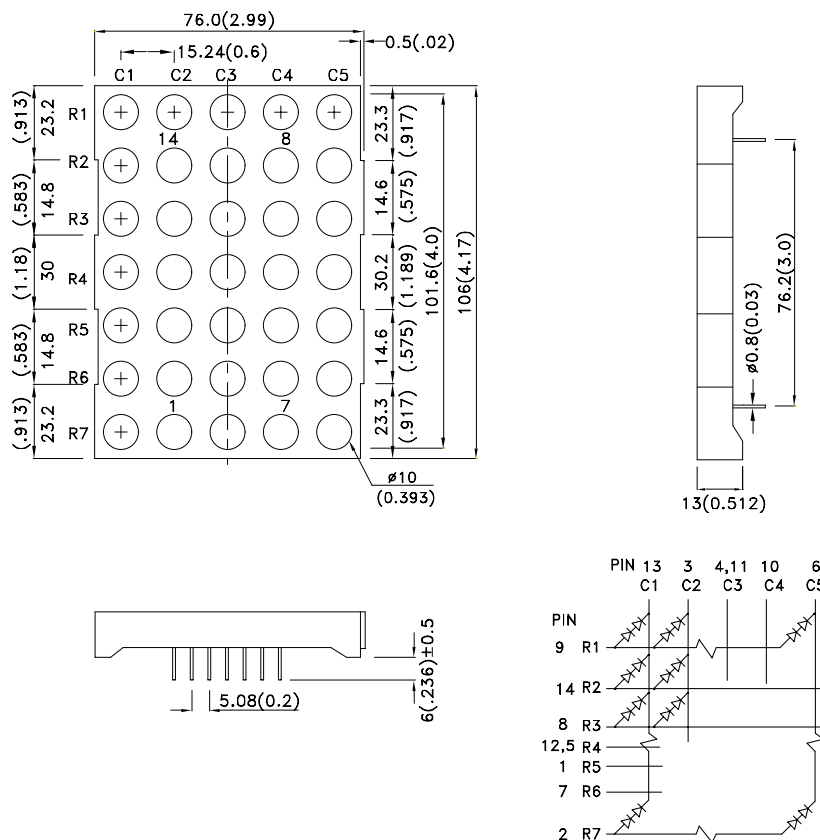 76.0(2.99)
0.5(.02)
15.24(0.6)
C1 C2 C3 C4 C5
R1
R2
R3
R4
R5
R6
R7
14 8
1 7
(.913) 23.2
(.583) 14.8
(1.18) 30
(.583) 14.8
(.913) 23.2
23.3 (.917)
14.6 (.575)
30.2 (1.189)
14.6 (.575)
23.3 (.917)
101.6(4.0)
106(4.17)
ø10
(0.393)
76.2(3.0)
ø0.8(0.03)
13(0.512)
5.08(0.2)
6(.236)±0.5
PIN 13 3 4,11 10 6
C1 C2 C3 C4 C5
PIN
9 R1
14 R2
8 R3
12,5 R4
1 R5
7 R6
2 R7